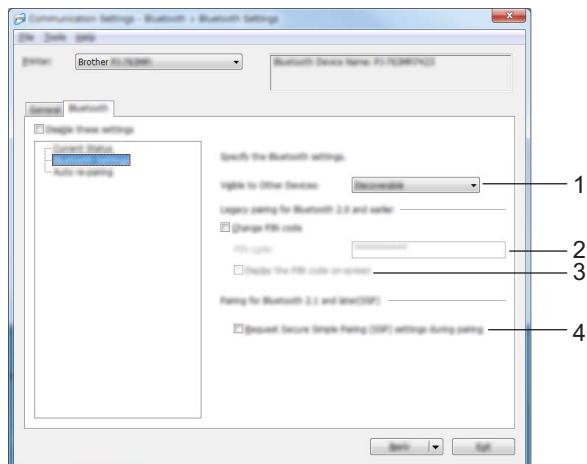 Communication Settings - Bluetooth > Bluetooth Settings
File Tools Help
Printer: Brother
General Bluetooth
Disable these settings
Current Status
Bluetooth Settings
Auto re-pairing
Specify the Bluetooth settings.
Visible to Other Devices: Discoverable
1
Legacy pairing for Bluetooth 2.0 and earlier
Change PIN code
PIN code:
2
Display the PIN code on-screen
3
Pairing for Bluetooth 2.1 and later(SSP)
Request Secure Simple Pairing (SSP) settings during pairing
4
Apply Exit